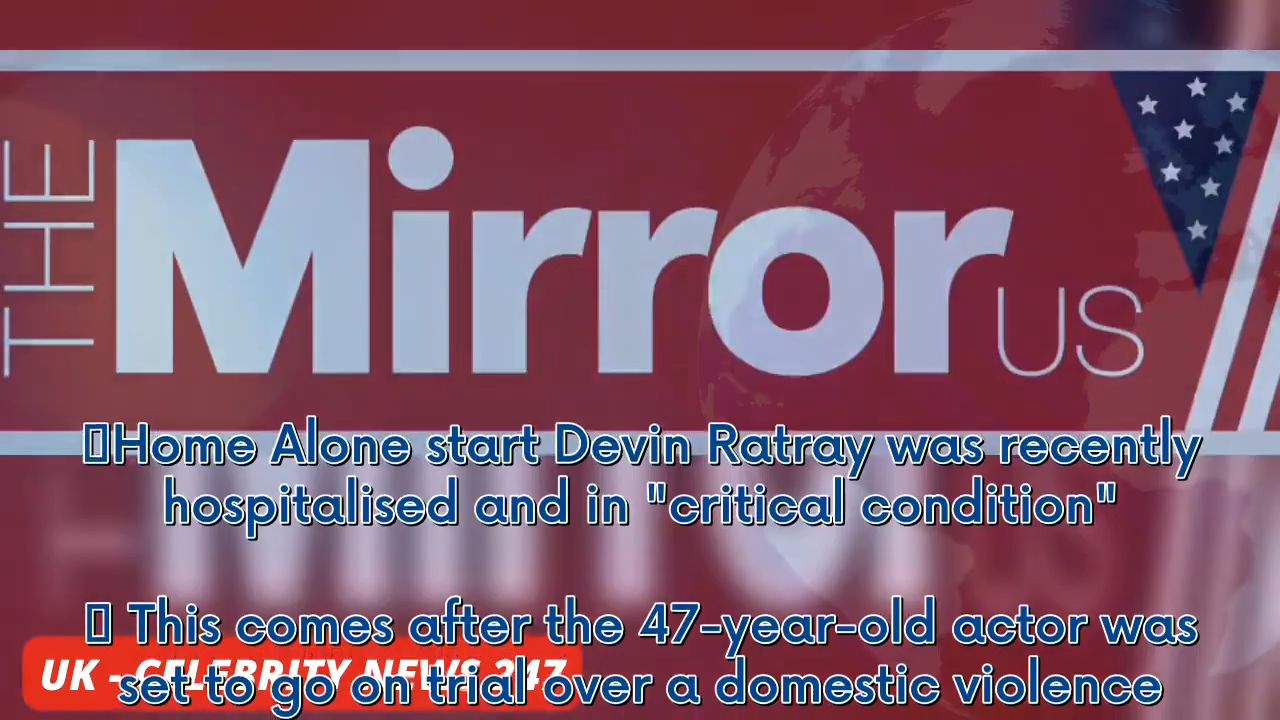 THE Mirror US
▯Home Alone start Devin Ratray was recently
hospitalised and in "critical condition"
▯ This comes after the 47-year-old actor was
UK - CELEBRITY NEWS 247
set to go on trial over a domestic violence